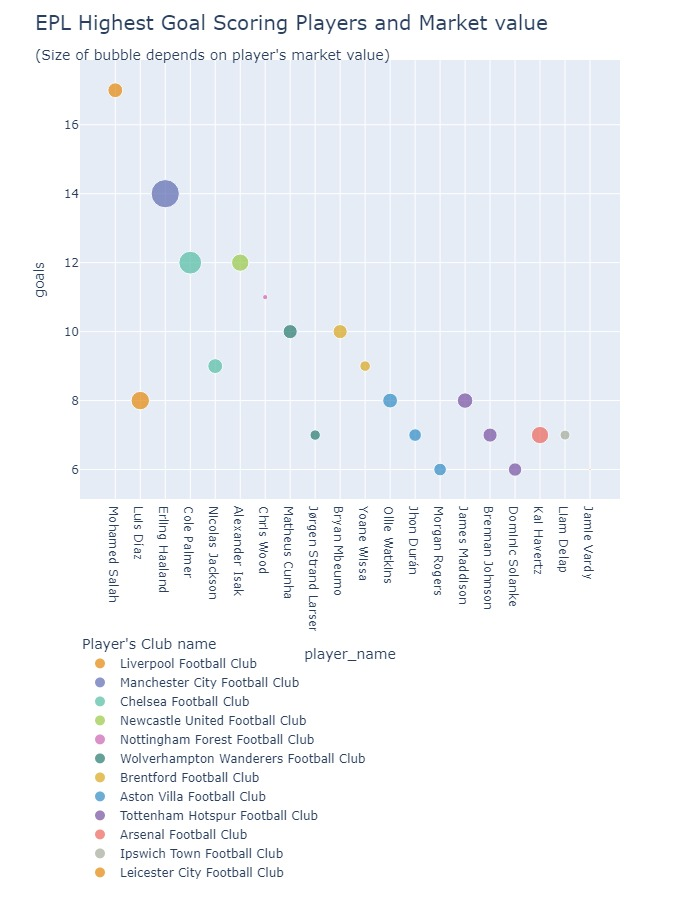 EPL Highest Goal Scoring Players and Market value
(Size of bubble depends on player's market value)
goals
16
14
12
10
8
6
Mohamed Salah
Luis Díaz
Erling Haaland
Cole Palmer
Nicolas Jackson
Alexander Isak
Chris Wood
Matheus Cunha
Jørgen Strand Larsen
Bryan Mbeumo
Yoane Wissa
Ollie Watkins
Jhon Durán
Morgan Rogers
James Maddison
Brennan Johnson
Dominic Solanke
Kai Havertz
Liam Delap
Jamie Vardy
player_name
Player's Club name
Liverpool Football Club
Manchester City Football Club
Chelsea Football Club
Newcastle United Football Club
Nottingham Forest Football Club
Wolverhampton Wanderers Football Club
Brentford Football Club
Aston Villa Football Club
Tottenham Hotspur Football Club
Arsenal Football Club
Ipswich Town Football Club
Leicester City Football Club